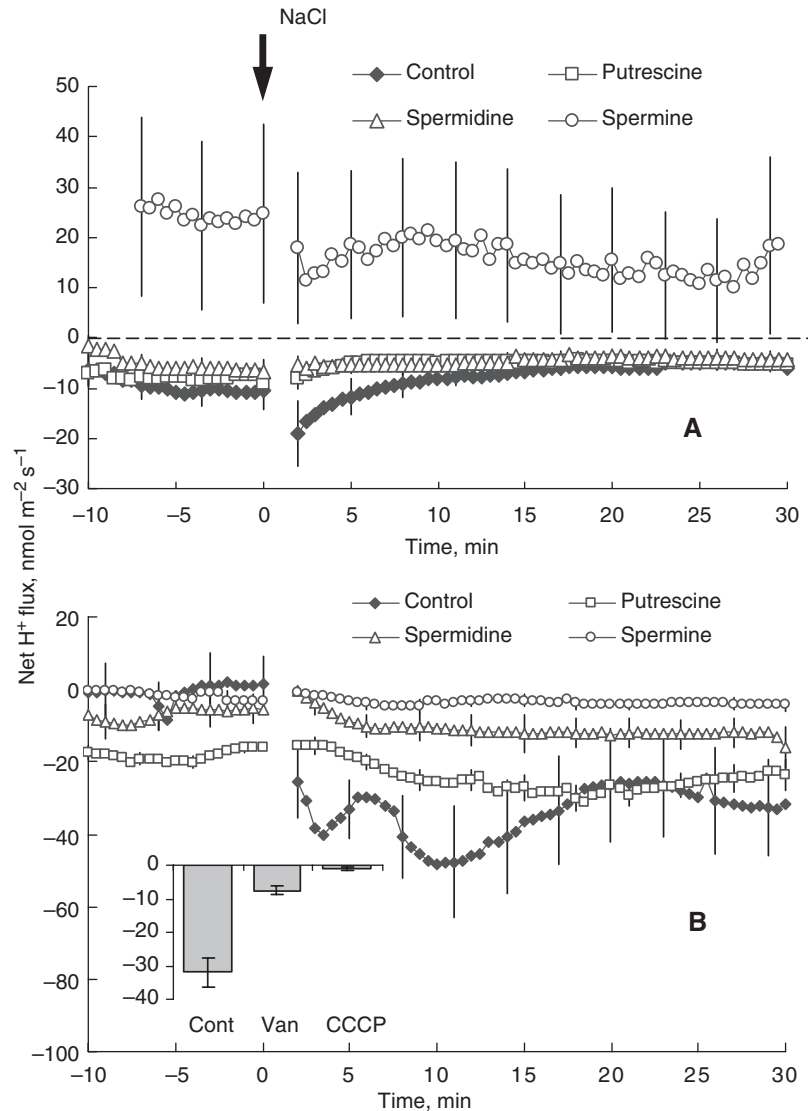 NaCl
Control
Putrescine
Spermidine
Spermine
50
40
30
20
10
0
−10
−20
−30
A
−10
−5
0
5
10
15
20
25
30
Time, min
Net H⁺ flux, nmol m⁻² s⁻¹
Control
Putrescine
Spermidine
Spermine
20
0
−20
−40
−60
−80
−100
B
0
−10
−20
−30
−40
Cont
Van
CCCP
−10
−5
0
5
10
15
20
25
30
Time, min